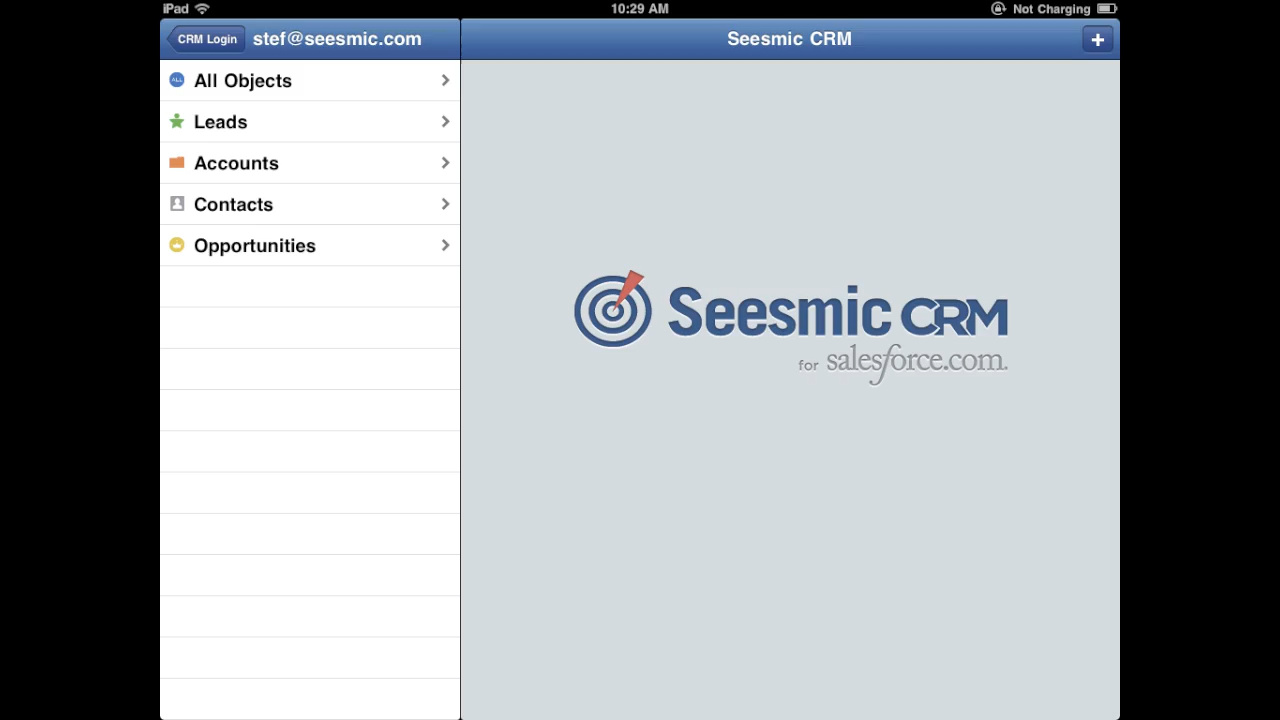 iPad 10:29 AM Not Charging
CRM Login stef@seesmic.com Seesmic CRM +
ALL All Objects
Leads
Accounts
Contacts
Opportunities
Seesmic CRM
for salesforce.com.